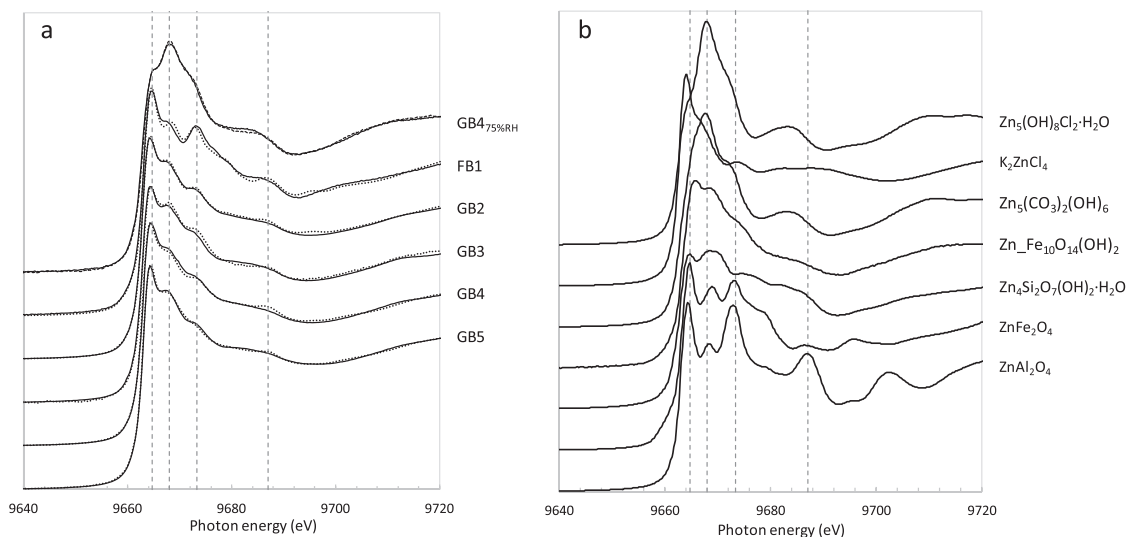 a
GB4₇₅%RH
FB1
GB2
GB3
GB4
GB5
9640 9660 9680 9700 9720
Photon energy (eV)
b
Zn₅(OH)₈Cl₂·H₂O
K₂ZnCl₄
Zn₅(CO₃)₂(OH)₆
Zn_Fe₁₀O₁₄(OH)₂
Zn₄Si₂O₇(OH)₂·H₂O
ZnFe₂O₄
ZnAl₂O₄
9640 9660 9680 9700 9720
Photon energy (eV)